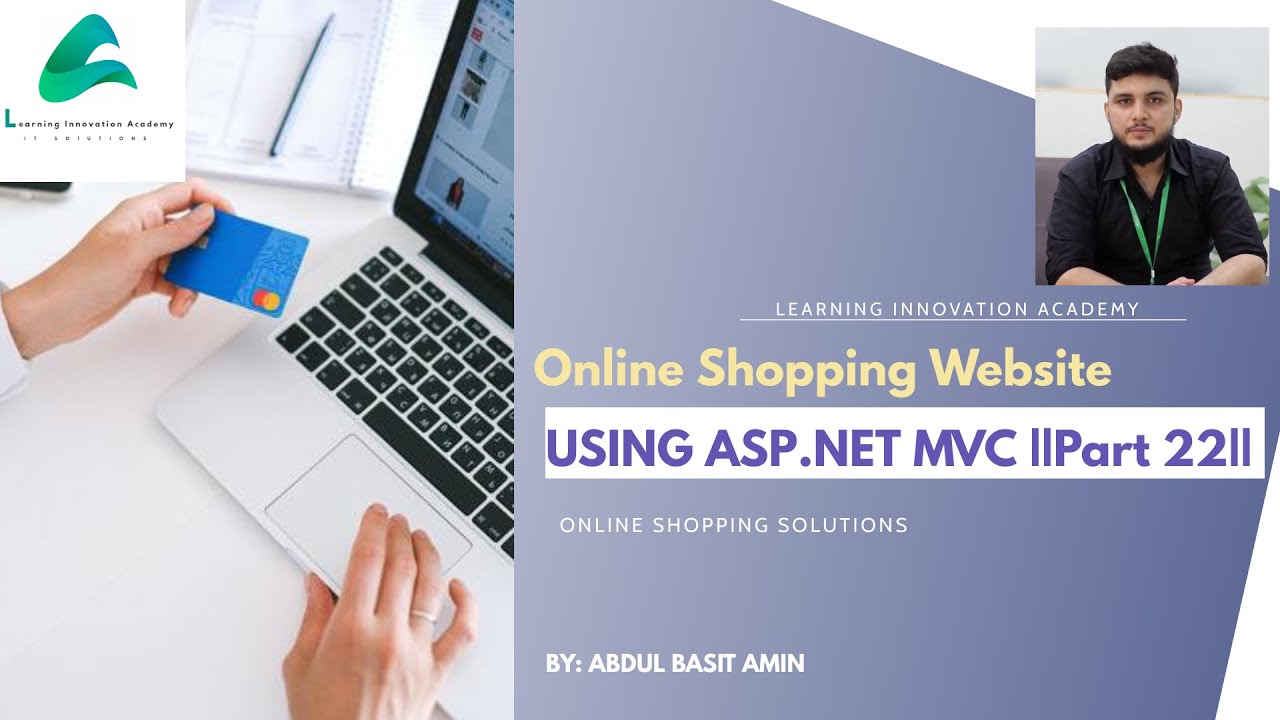 Learning Innovation Academy
IT SOlUTIONS
LEARNING INNOVATION ACADEMY
Online Shopping Website
USING ASP.NET MVC ||Part 22||
ONLINE SHOPPING SOLUTIONS
BY: ABDUL BASIT AMIN